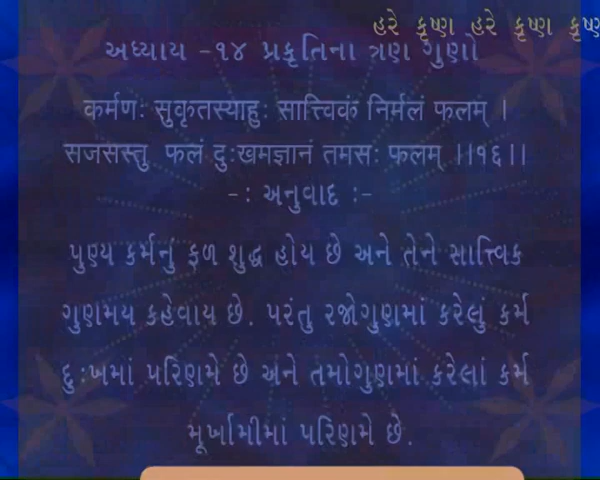 હરે કૃષ્ણ હરે કૃષ્ણ કૃષ્ણ
અધ્યાય -૧૪ પ્રકૃતિના ત્રણ ગુણો
कर्मणः सुकृतस्याहुः सात्त्विकं निर्मलं फलम् ।
सजसस्तु फलं दुःखमज्ञानं तमसः फलम् ।।१६।।
-: અનુવાદ :-
પુણ્ય કર્મનું ફળ શુદ્ધ હોય છે અને તેને સાત્ત્વિક
ગુણમય કહેવાય છે. પરંતુ રજોગુણમાં કરેલું કર્મ
દુઃખમાં પરિણમે છે અને તમોગુણમાં કરેલાં કર્મ
મૂર્ખામીમાં પરિણમે છે.